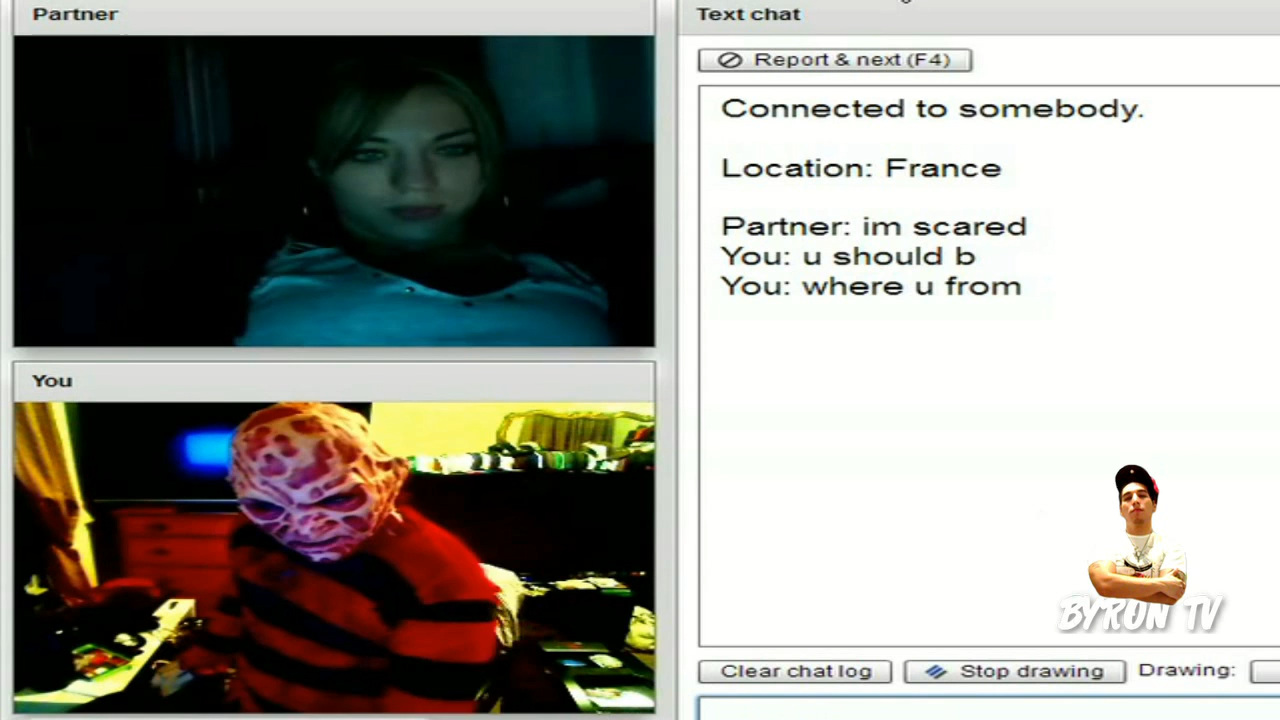 Partner
Text chat
Report & next (F4)
Connected to somebody.
Location: France
Partner: im scared
You: u should b
You: where u from
You
BYRON TV
Clear chat log
Stop drawing
Drawing: